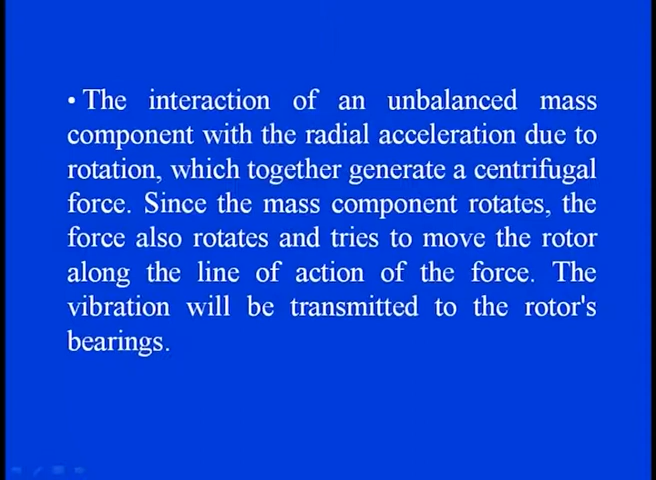 • The interaction of an unbalanced mass
component with the radial acceleration due to
rotation, which together generate a centrifugal
force. Since the mass component rotates, the
force also rotates and tries to move the rotor
along the line of action of the force. The
vibration will be transmitted to the rotor's
bearings.